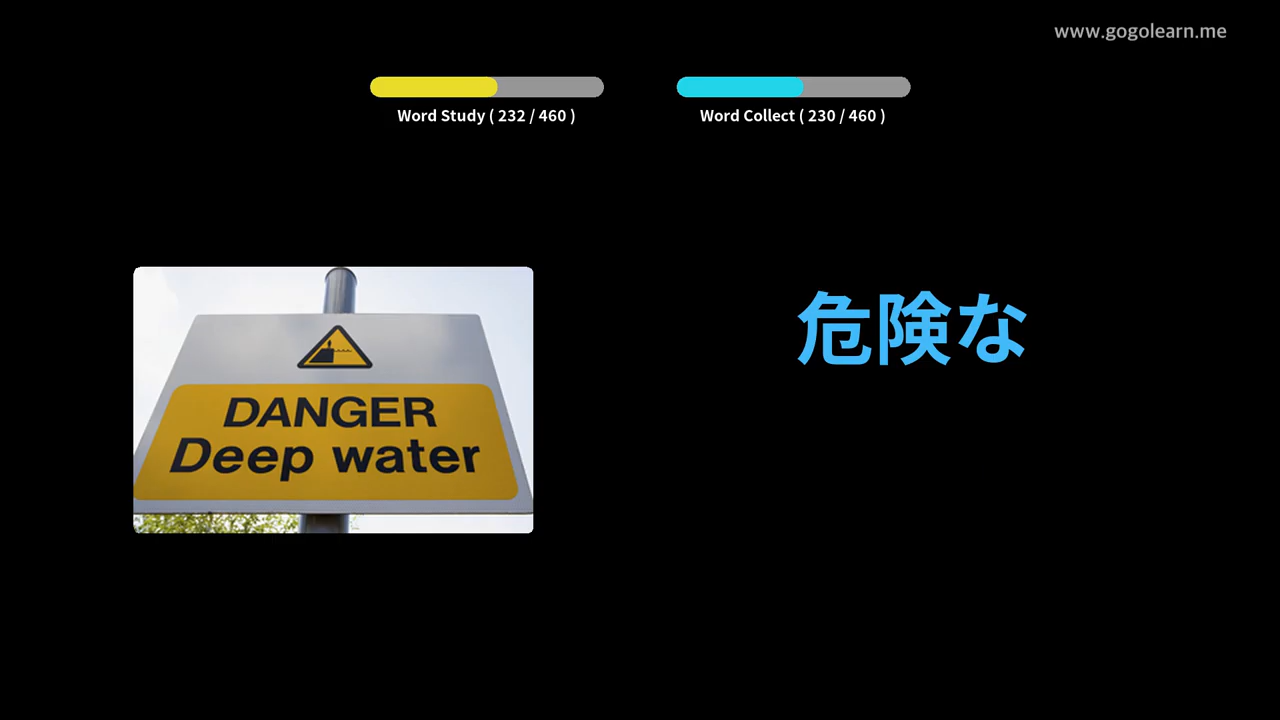 www.gogolearn.me
Word Study ( 232 / 460 )
Word Collect ( 230 / 460 )
DANGER
Deep water
危険な